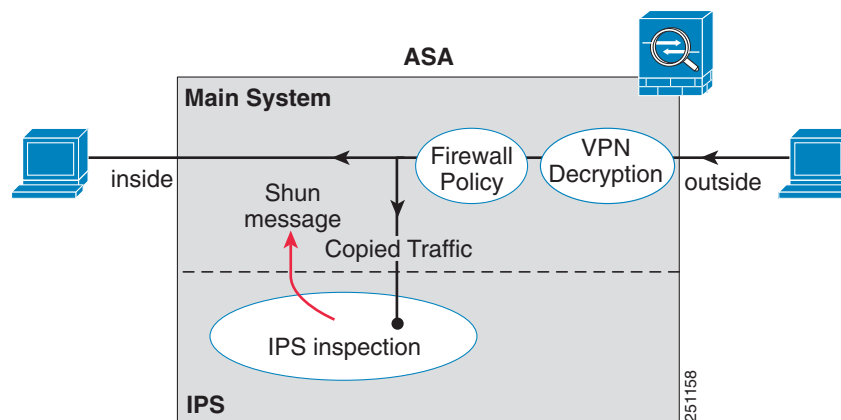 ASA
Main System
Firewall
Policy
VPN
Decryption
inside
outside
Shun
message
Copied Traffic
IPS inspection
IPS
251158